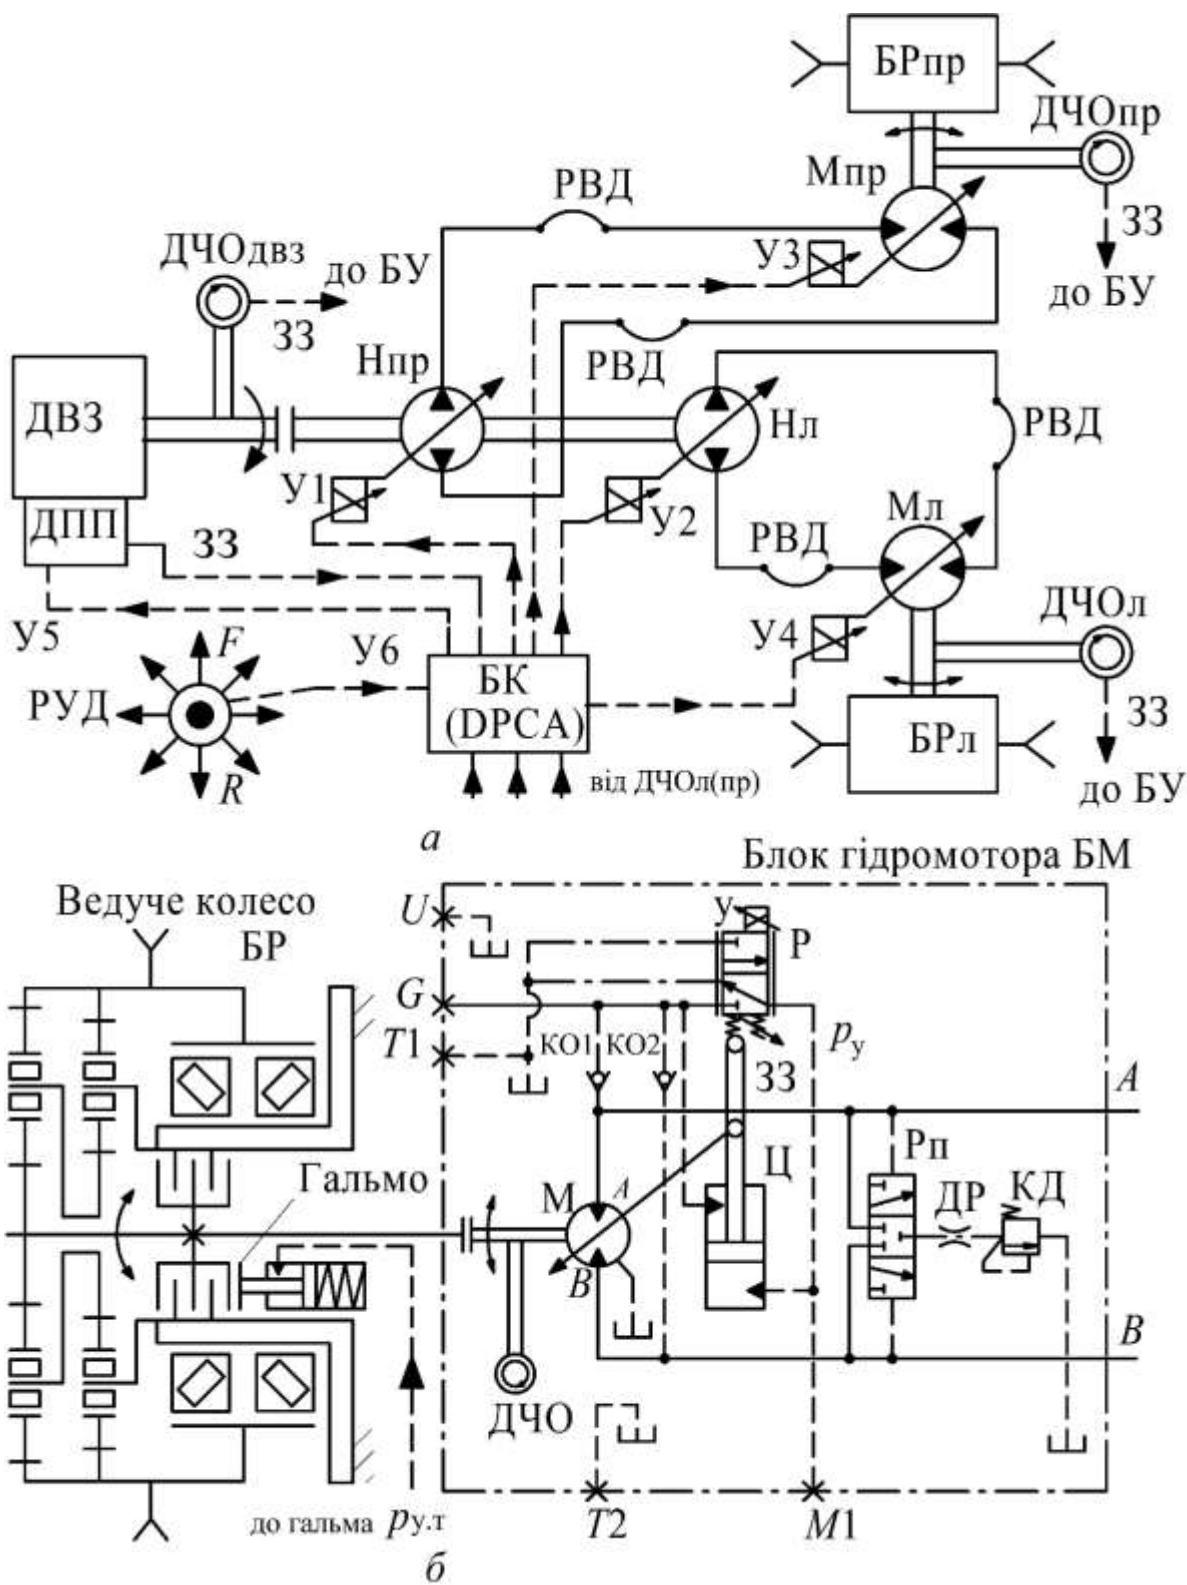 БРпр
ДЧОпр
Мпр
РВД
ЗЗ
У3
до БУ
ДЧОдвз
до БУ
ЗЗ
Нпр
РВД
ДВЗ
Нл
РВД
У1
У2
Мл
ДПП
ЗЗ
РВД
ДЧОл
У5
У6
У4
F
РУД
БК
(DPCA)
ЗЗ
БРл
R
від ДЧОл(пр)
до БУ
а
Блок гідромотора БМ
Ведуче колесо
БР
U
у
Р
G
T1
КО1
КО2
pу
ЗЗ
A
Рп
Ц
ДР
КД
Гальмо
М
A
B
B
ДЧО
до гальма pу.т
T2
M1
б